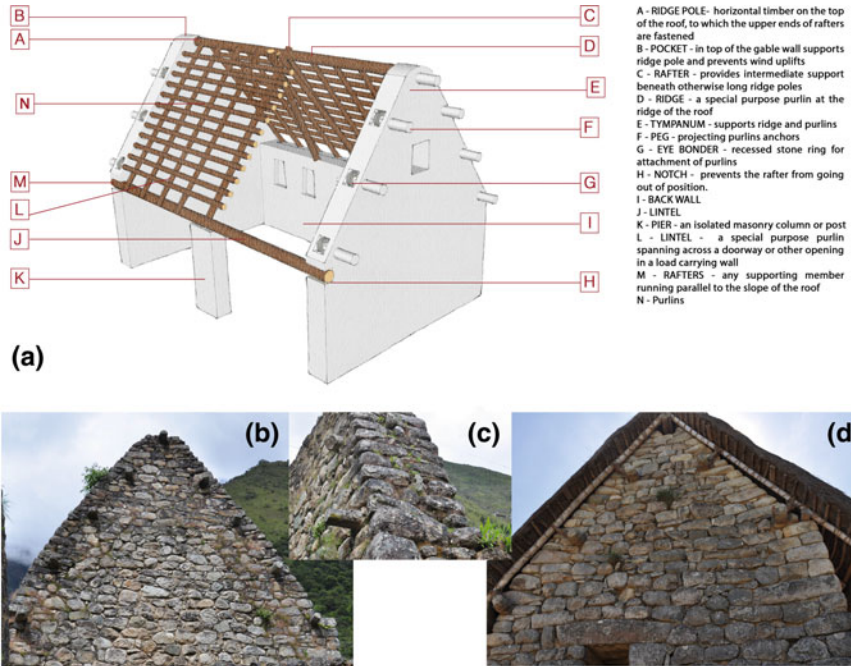 B
A
N
M
L
J
K
C
D
E
F
G
I
H
A - RIDGE POLE- horizontal timber on the top
of the roof, to which the upper ends of rafters
are fastened
B - POCKET - in top of the gable wall supports
ridge pole and prevents wind uplifts
C - RAFTER - provides intermediate support
beneath otherwise long ridge poles
D - RIDGE - a special purpose purlin at the
ridge of the roof
E - TYMPANUM - supports ridge and purlins
F - PEG - projecting purlins anchors
G - EYE BONDER - recessed stone ring for
attachment of purlins
H - NOTCH - prevents the rafter from going
out of position.
I - BACK WALL
J - LINTEL
K - PIER - an isolated masonry column or post
L - LINTEL - a special purpose purlin
spanning across a doorway or other opening
in a load carrying wall
M - RAFTERS - any supporting member
running parallel to the slope of the roof
N - Purlins
(a)
(b)
(c)
(d